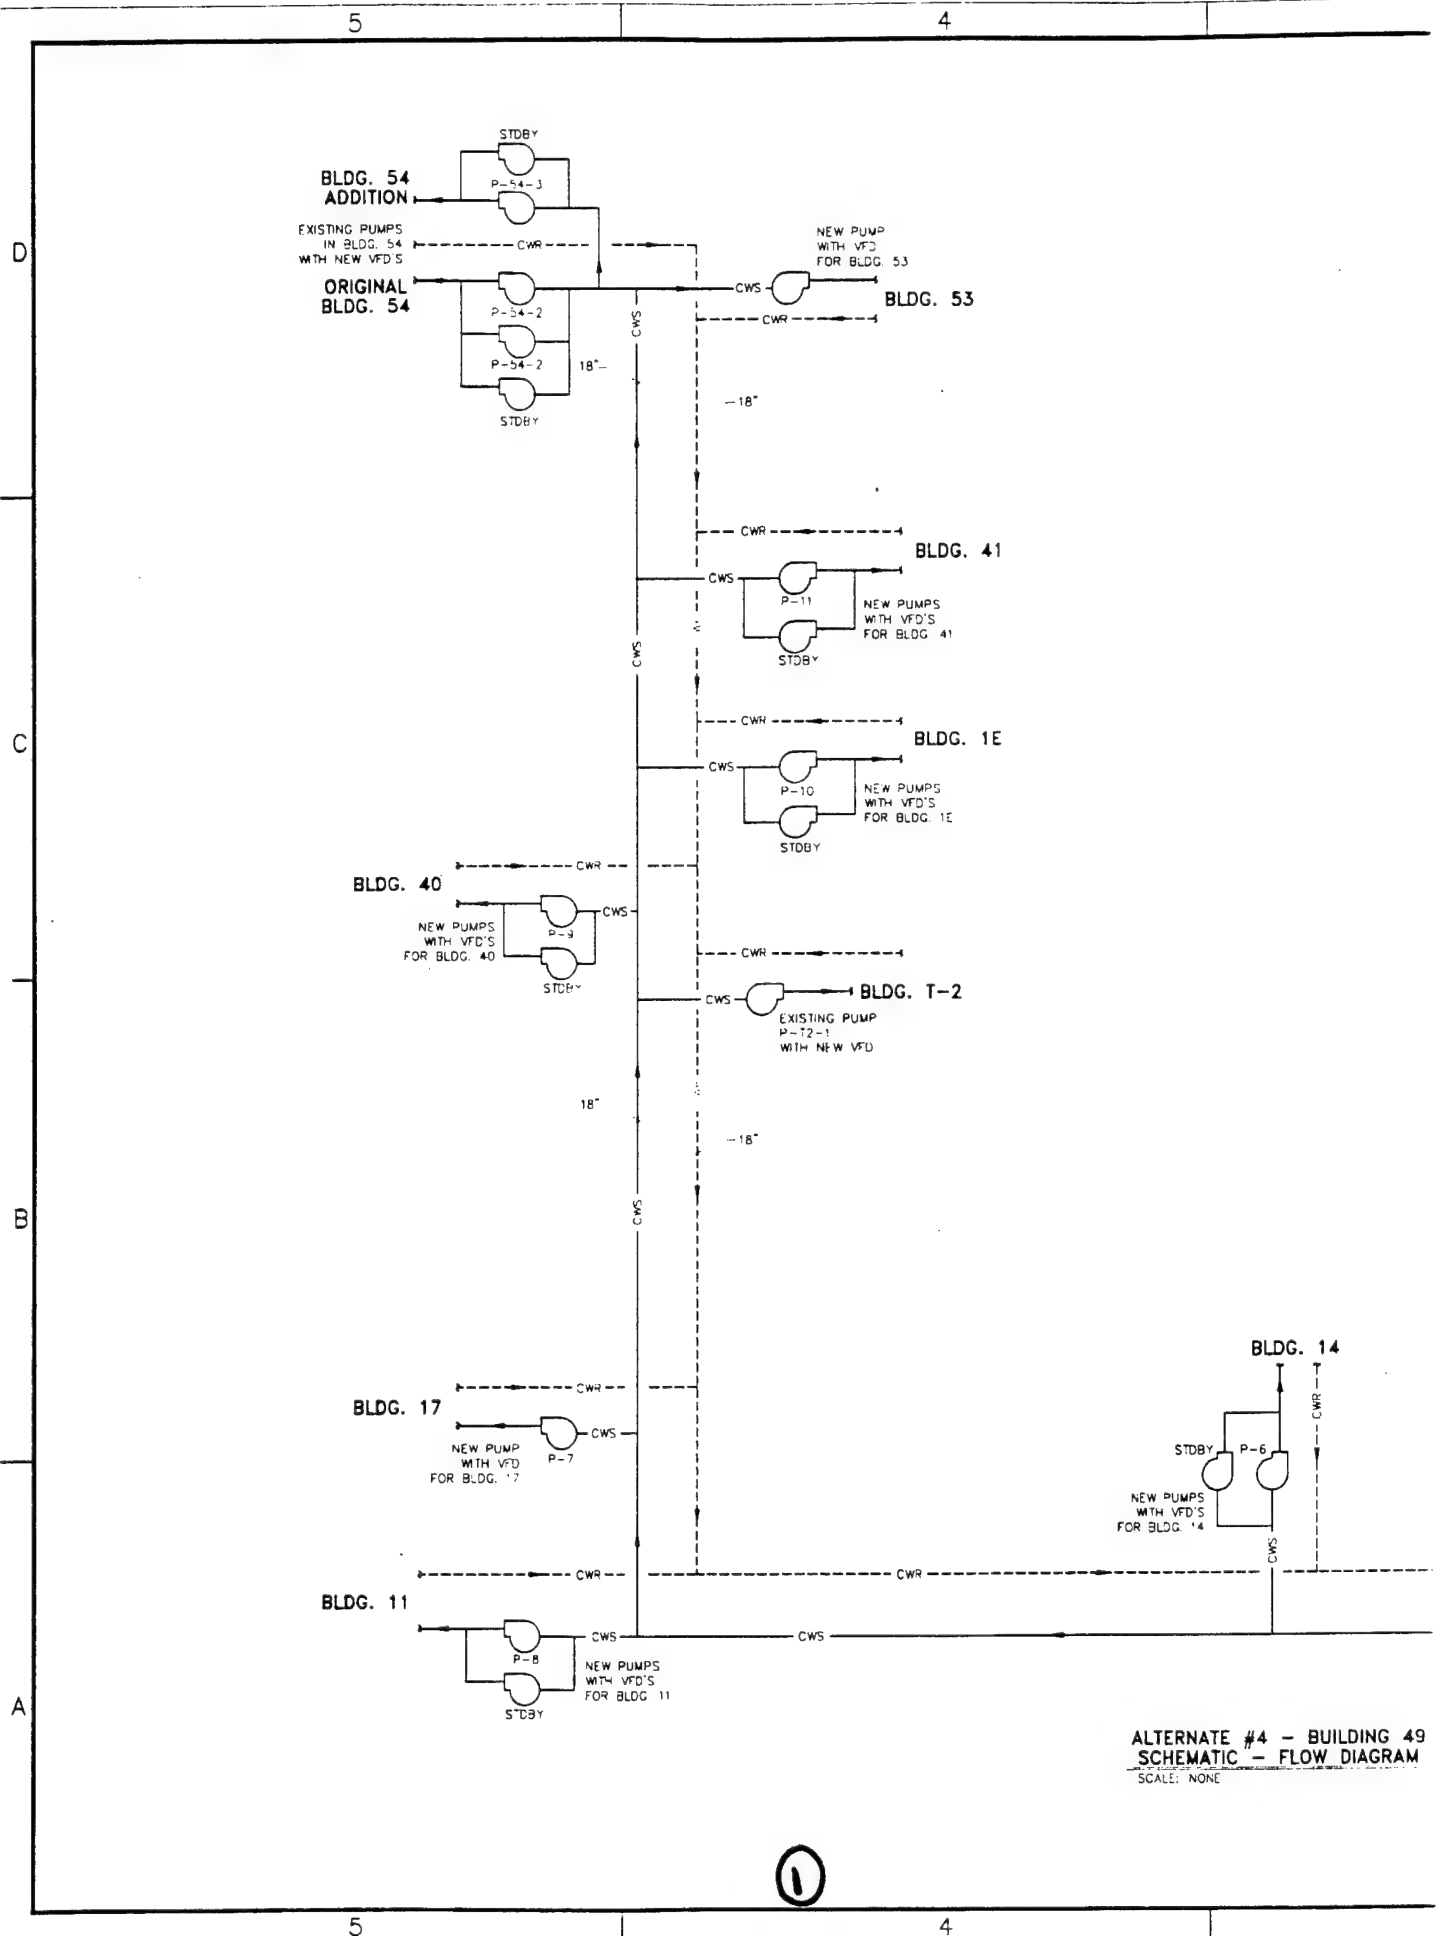 5
4
STDBY
BLDG. 54
ADDITION
P-54-3
EXISTING PUMPS
IN BLDG. 54
WITH NEW VFD'S
CWR
NEW PUMP
WITH VFD
FOR BLDG. 53
D
ORIGINAL
BLDG. 54
P-54-2
CWS
BLDG. 53
CWS
CWR
P-54-2
18"
STDBY
18"
CWR
BLDG. 41
CWS
P-11
NEW PUMPS
WITH VFD'S
FOR BLDG 41
CWS
STDBY
CWR
C
BLDG. 1E
CWS
P-10
NEW PUMPS
WITH VFD'S
FOR BLDG. 1E
STDBY
CWR
BLDG. 40
CWS
NEW PUMPS
WITH VFD'S
FOR BLDG. 40
P-9
STDBY
CWR
CWS
BLDG. T-2
EXISTING PUMP
P-T2-1
WITH NEW VFD
18"
18"
B
CWS
BLDG. 14
CWR
BLDG. 17
CWR
CWS
NEW PUMP
WITH VFD
FOR BLDG. 17
P-7
STDBY
P-6
NEW PUMPS
WITH VFD'S
FOR BLDG. 14
CWS
CWR
CWR
BLDG. 11
CWS
CWS
P-8
NEW PUMPS
WITH VFD'S
FOR BLDG 11
STDBY
A
ALTERNATE #4 - BUILDING 49
SCHEMATIC - FLOW DIAGRAM
SCALE: NONE
1
5
4